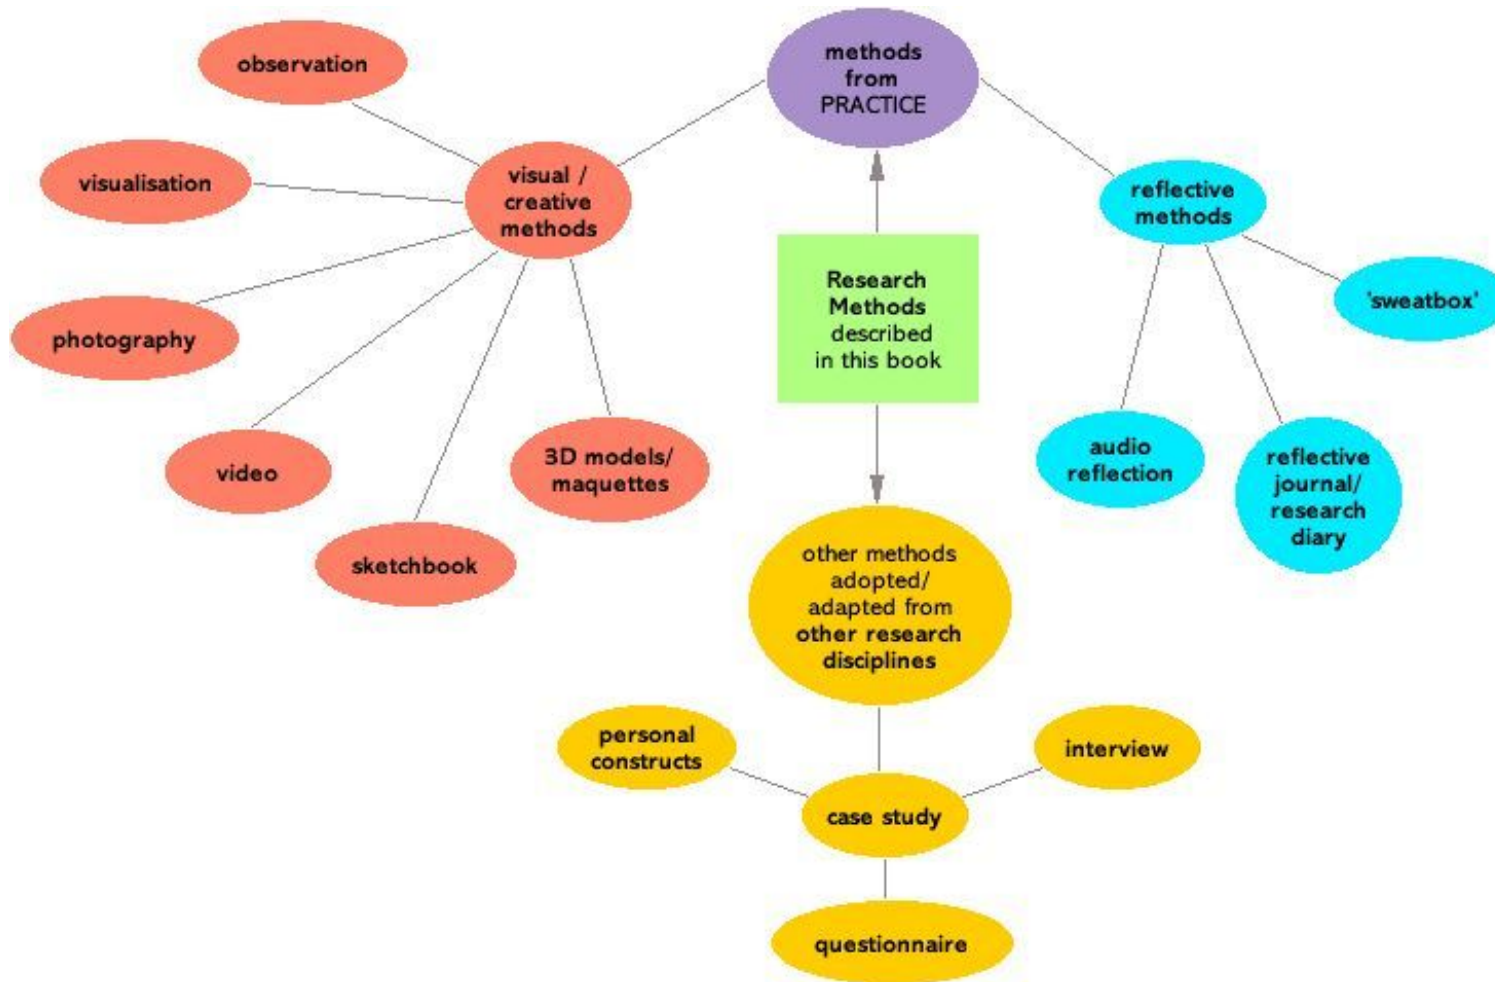 methods
from
PRACTICE
observation
visualisation
visual /
creative
methods
photography
video
sketchbook
3D models/
maquettes
reflective
methods
'sweatbox'
audio
reflection
reflective
journal/
research
diary
Research
Methods
described
in this book
other methods
adopted/
adapted from
other research
disciplines
personal
constructs
interview
case study
questionnaire